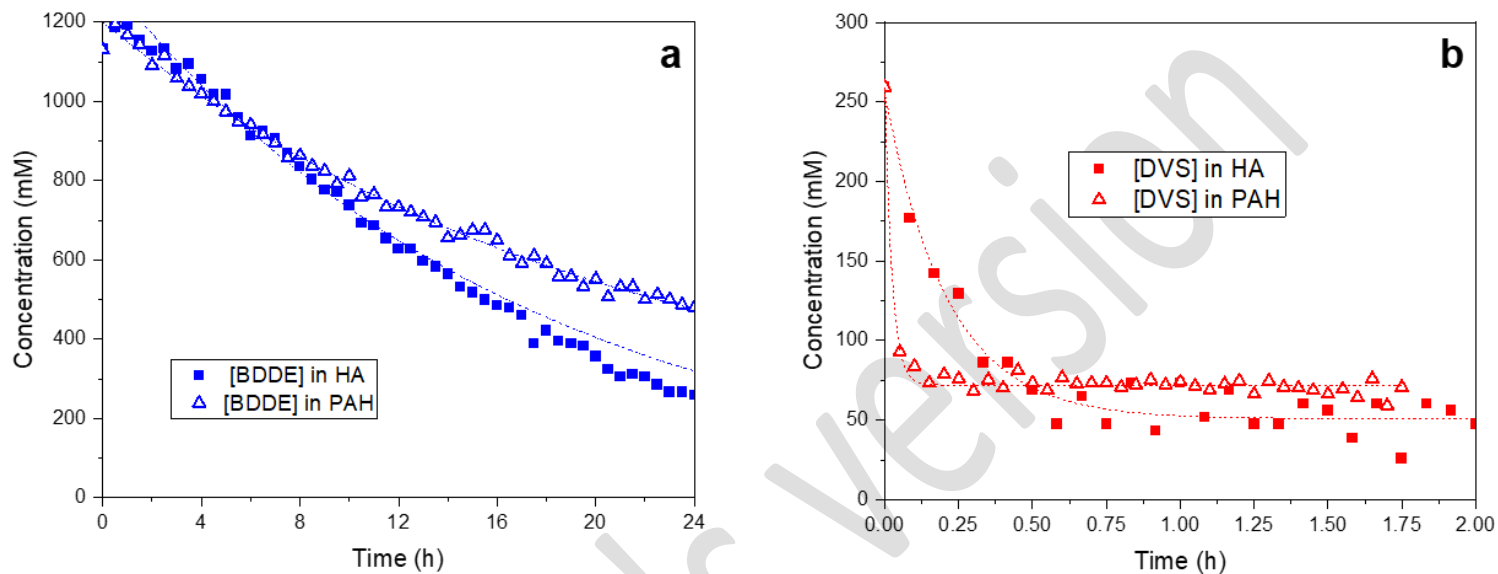 a
1200
1000
800
600
400
200
0
Concentration (mM)
[BDDE] in HA
[BDDE] in PAH
0 4 8 12 16 20 24
Time (h)
b
300
250
200
150
100
50
0
Concentration (mM)
[DVS] in HA
[DVS] in PAH
0.00 0.25 0.50 0.75 1.00 1.25 1.50 1.75 2.00
Time (h)
s version